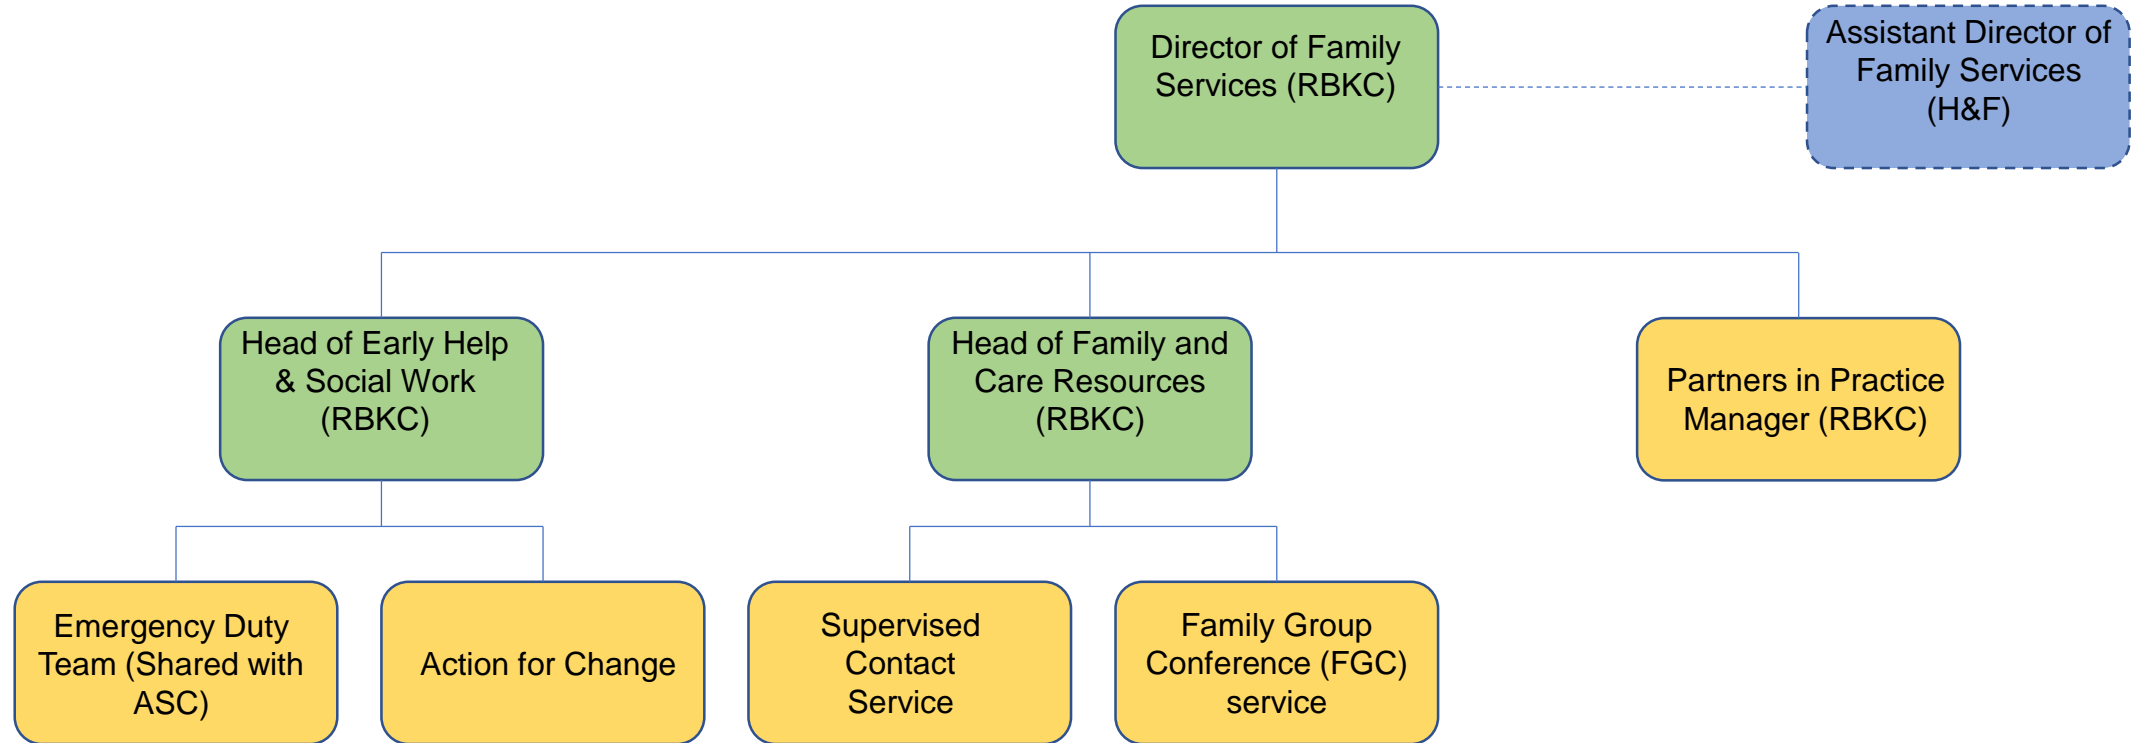 Director of Family
Services (RBKC)
Assistant Director of
Family Services
(H&F)
Head of Early Help
& Social Work
(RBKC)
Head of Family and
Care Resources
(RBKC)
Partners in Practice
Manager (RBKC)
Emergency Duty
Team (Shared with
ASC)
Action for Change
Supervised
Contact
Service
Family Group
Conference (FGC)
service